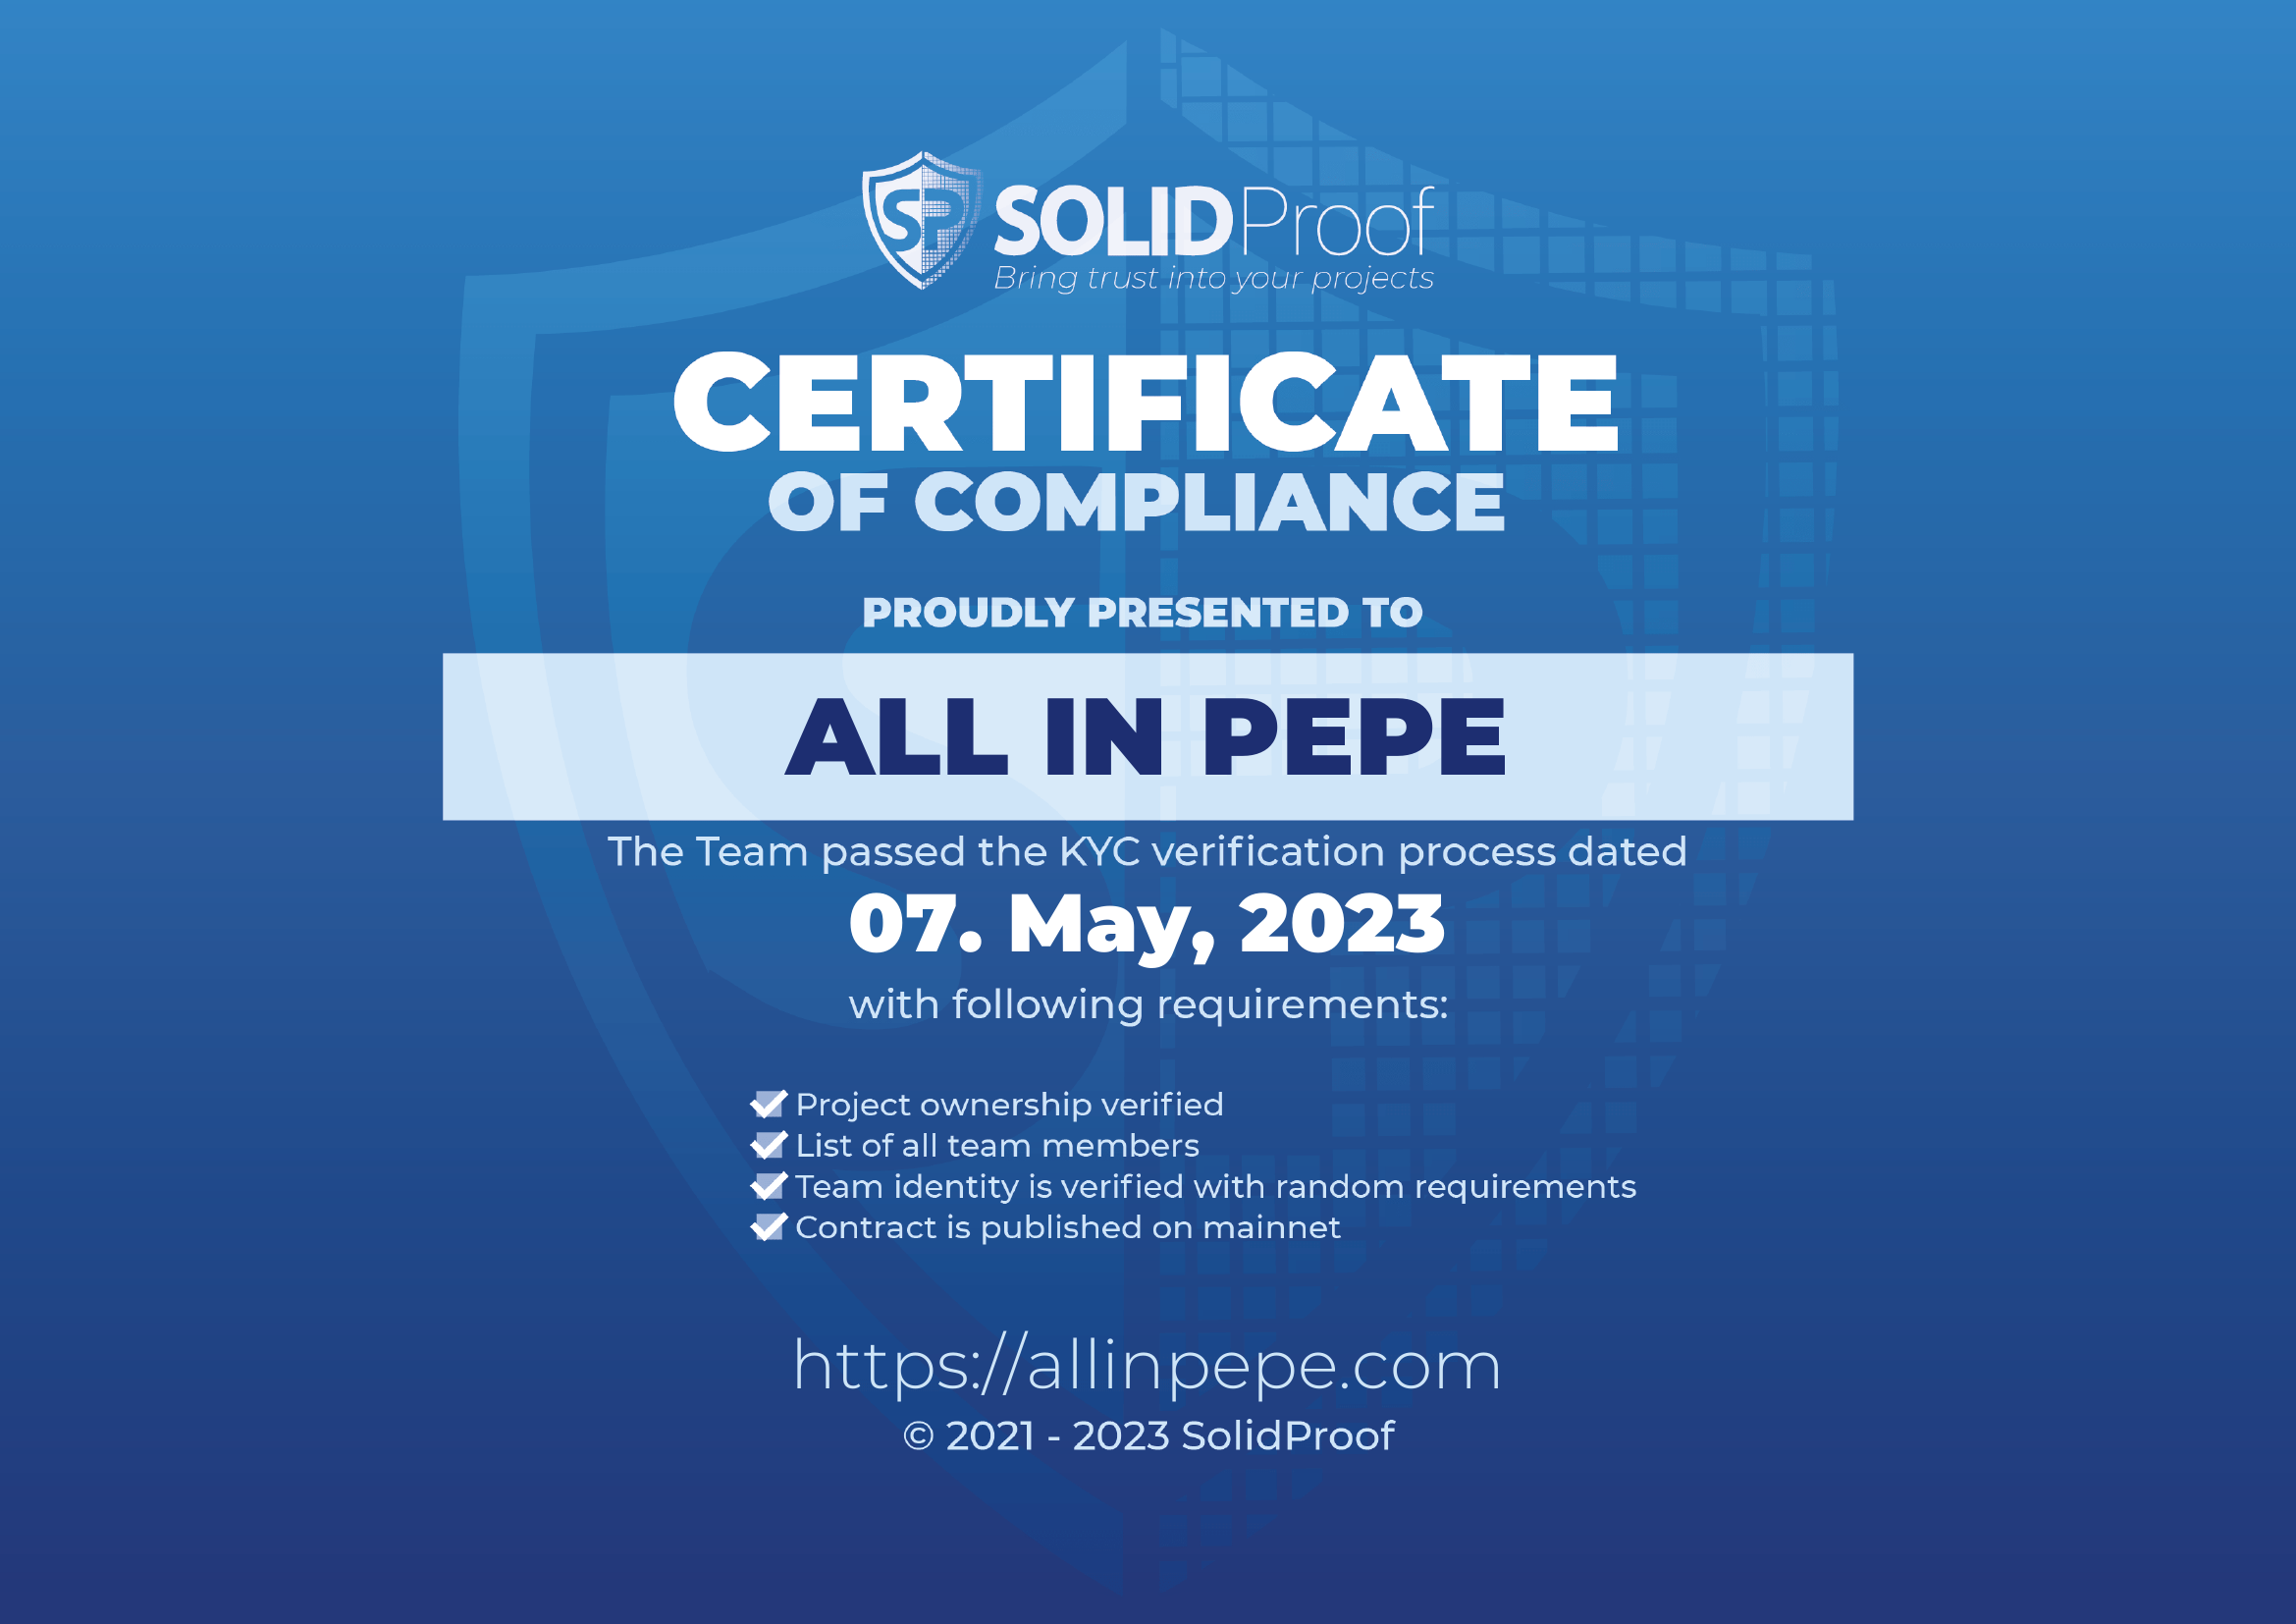 SP SOLIDProof
Bring trust into your projects
CERTIFICATE
OF COMPLIANCE
PROUDLY PRESENTED TO
ALL IN PEPE
The Team passed the KYC verification process dated
07. May, 2023
with following requirements:
Project ownership verified
List of all team members
Team identity is verified with random requirements
Contract is published on mainnet
https://allinpepe.com
© 2021 - 2023 SolidProof